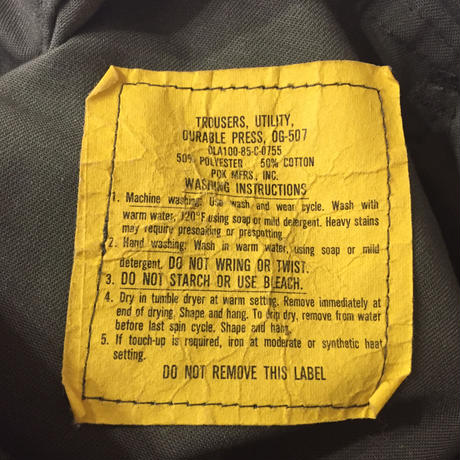 TROUSERS, UTILITY,
DURABLE PRESS, OG-507
DLA100-85-C-0755
50% POLYESTER 50% COTTON
PDK MFRS, INC.
WASHING INSTRUCTIONS
1. Machine washing: Use wash and wear cycle. Wash with
warm water, 120°F using soap or mild detergent. Heavy stains
may require presoaking or prespotting.
2. Hand washing: Wash in warm water, using soap or mild
detergent. DO NOT WRING OR TWIST.
3. DO NOT STARCH OR USE BLEACH.
4. Dry in tumble dryer at warm setting. Remove immediately at
end of drying. Shape and hang. To drip dry, remove from water
before last spin cycle. Shape and hang.
5. If touch-up is required, iron at moderate or synthetic heat
setting.
DO NOT REMOVE THIS LABEL